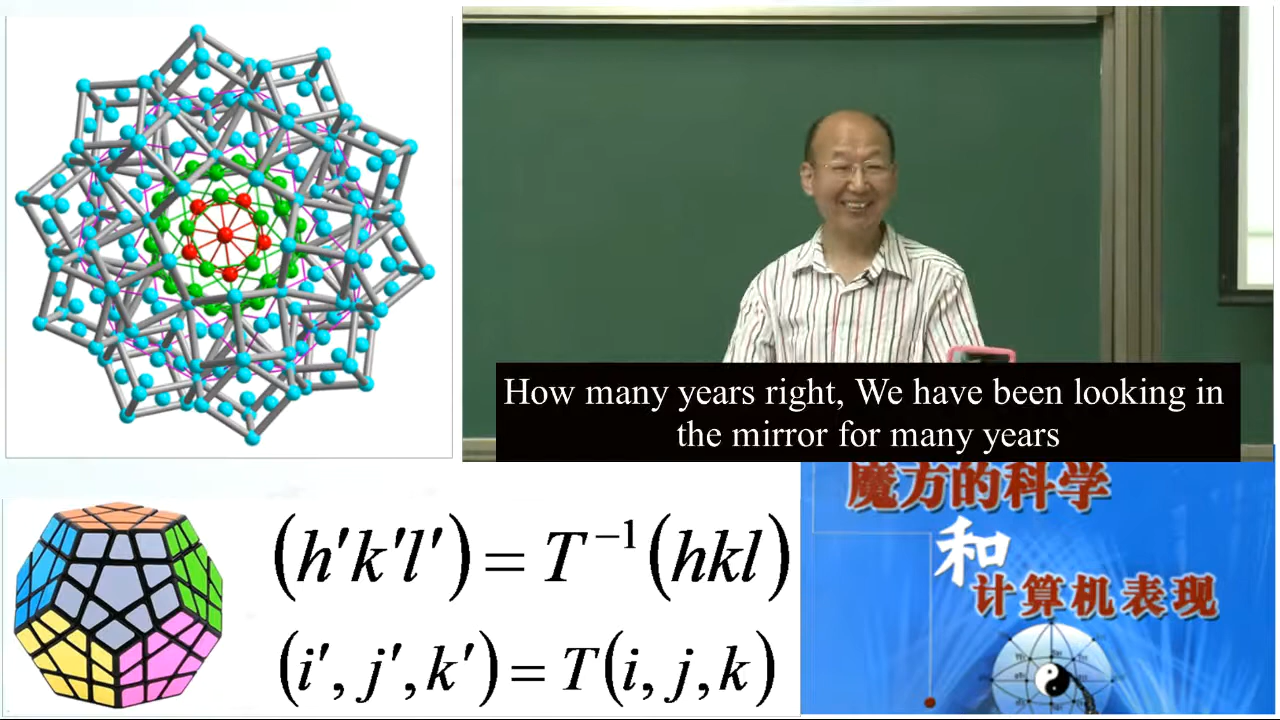 How many years right, We have been looking in
the mirror for many years
(h′k′l′) = T⁻¹(hkl)
(i′, j′, k′) = T(i, j, k)
魔方的科学
和
计算机表现